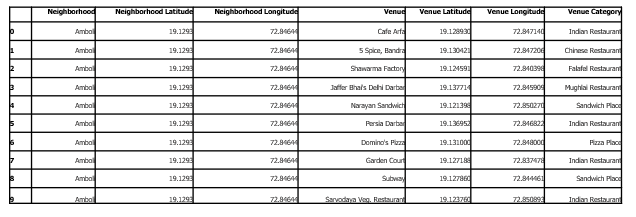 Neighborhood Neighborhood Latitude Neighborhood Longitude Venue Venue Latitude Venue Longitude Venue Category
0 Amboli 19.1293 72.84644 Cafe Arfa 19.128930 72.847140 Indian Restaurant
1 Amboli 19.1293 72.84644 5 Spice, Bandra 19.130421 72.847206 Chinese Restaurant
2 Amboli 19.1293 72.84644 Shawarma Factory 19.124591 72.840398 Falafel Restaurant
3 Amboli 19.1293 72.84644 Jaffer Bhai's Delhi Darbar 19.137714 72.845909 Mughlai Restaurant
4 Amboli 19.1293 72.84644 Narayan Sandwich 19.121398 72.850270 Sandwich Place
5 Amboli 19.1293 72.84644 Persia Darbar 19.136952 72.846822 Indian Restaurant
6 Amboli 19.1293 72.84644 Domino's Pizza 19.131000 72.848000 Pizza Place
7 Amboli 19.1293 72.84644 Garden Court 19.127188 72.837478 Indian Restaurant
8 Amboli 19.1293 72.84644 Subway 19.127860 72.844461 Sandwich Place
9 Amboli 19.1293 72.84644 Sarvodaya Veg. Restaurant 19.123760 72.850893 Indian Restaurant